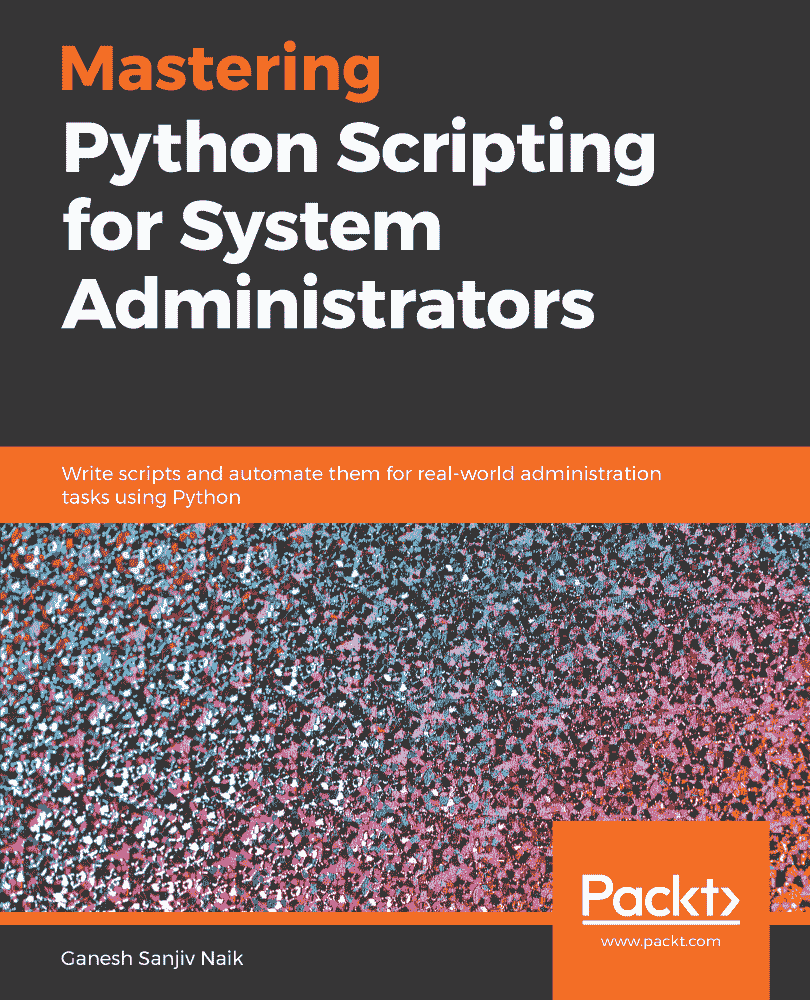 Mastering
Python Scripting
for System
Administrators
Write scripts and automate them for real-world administration
tasks using Python
Packt>
www.packt.com
Ganesh Sanjiv Naik